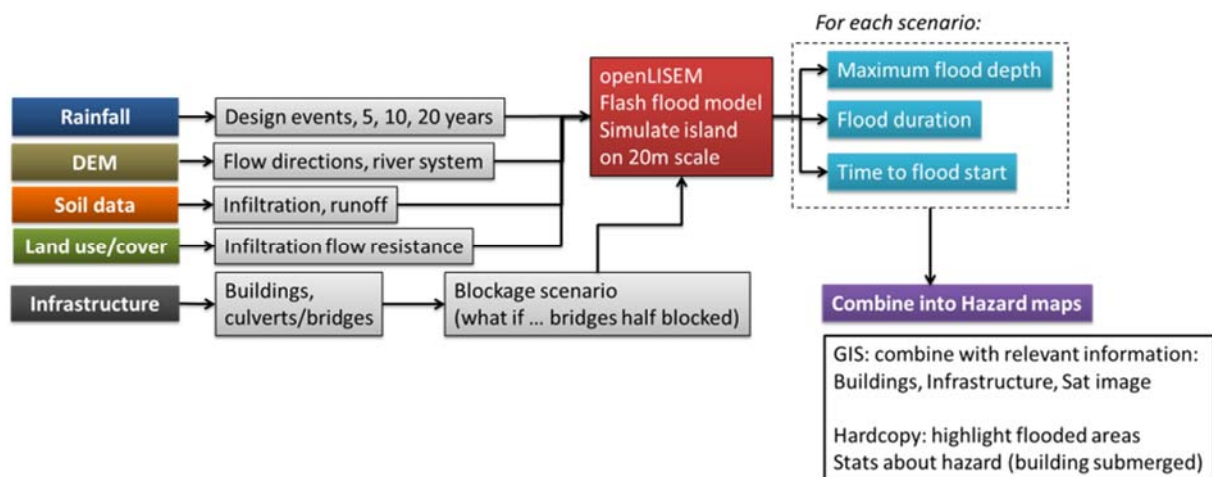 For each scenario:
Rainfall
Design events, 5, 10, 20 years
DEM
Flow directions, river system
Soil data
Infiltration, runoff
Land use/cover
Infiltration flow resistance
Infrastructure
Buildings,
culverts/bridges
Blockage scenario
(what if ... bridges half blocked)
openLISEM
Flash flood model
Simulate island
on 20m scale
Maximum flood depth
Flood duration
Time to flood start
Combine into Hazard maps
GIS: combine with relevant information:
Buildings, Infrastructure, Sat image
Hardcopy: highlight flooded areas
Stats about hazard (building submerged)